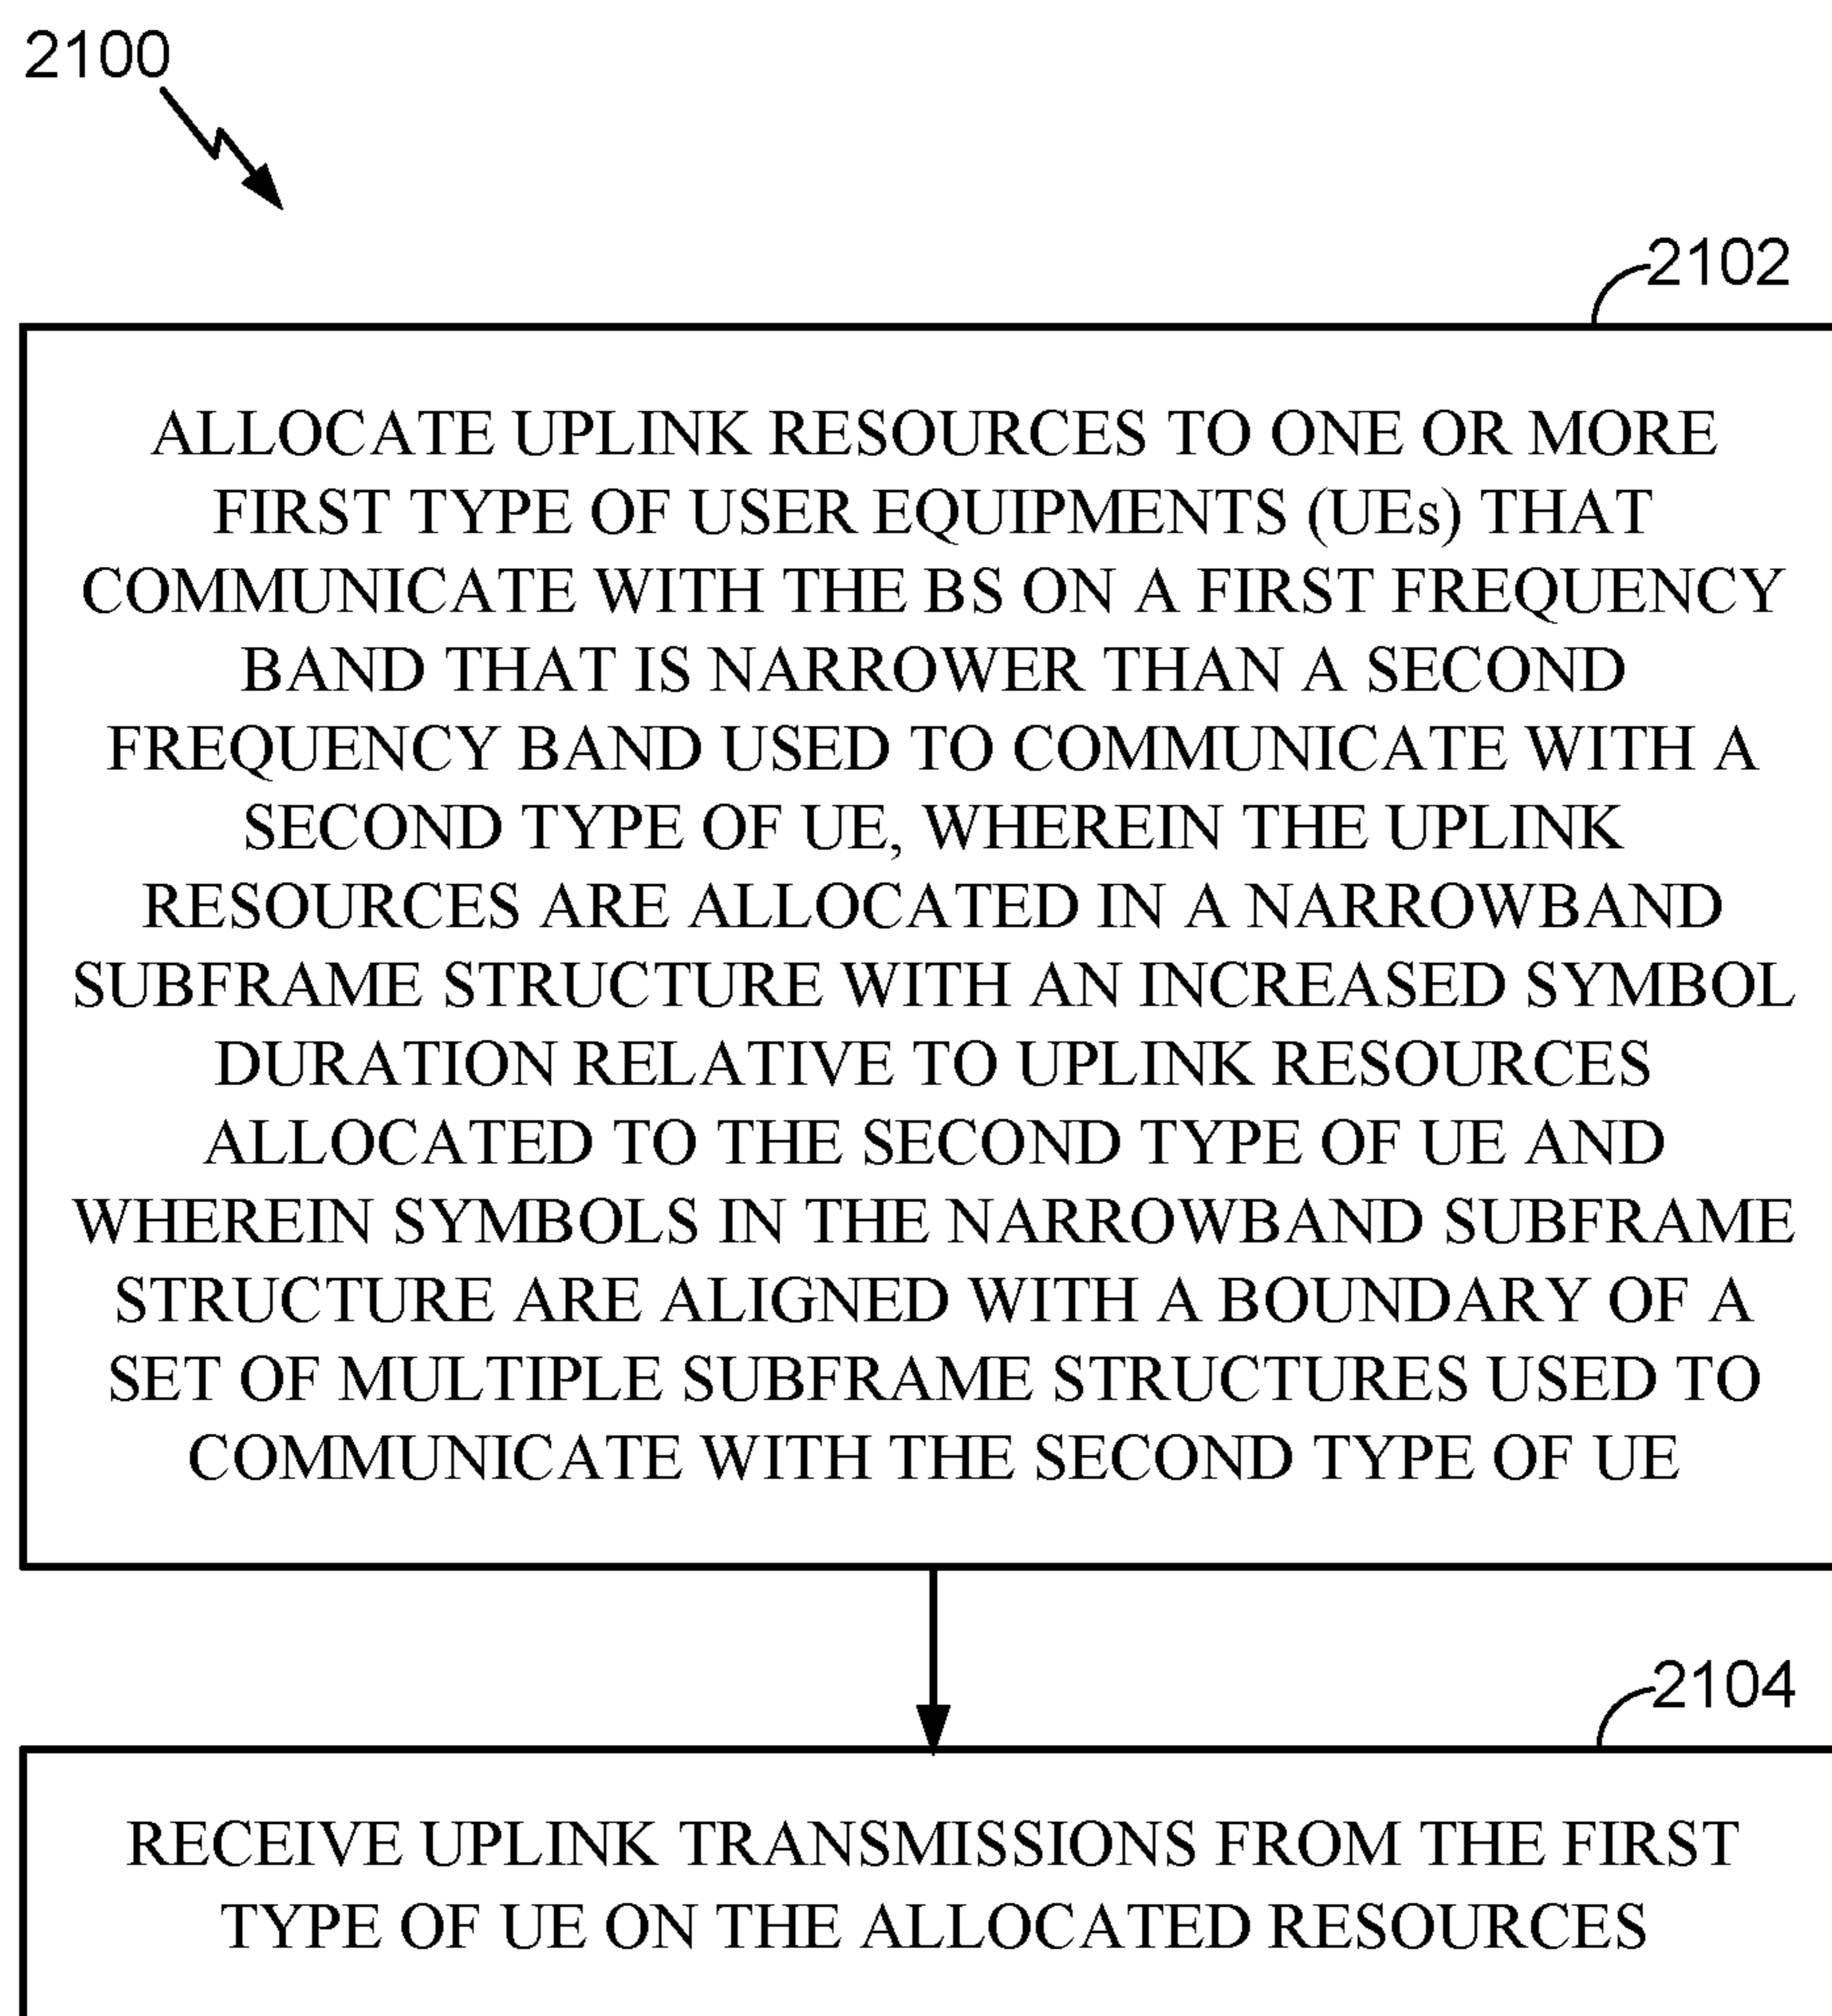 2100
2102
ALLOCATE UPLINK RESOURCES TO ONE OR MORE
FIRST TYPE OF USER EQUIPMENTS (UEs) THAT
COMMUNICATE WITH THE BS ON A FIRST FREQUENCY
BAND THAT IS NARROWER THAN A SECOND
FREQUENCY BAND USED TO COMMUNICATE WITH A
SECOND TYPE OF UE, WHEREIN THE UPLINK
RESOURCES ARE ALLOCATED IN A NARROWBAND
SUBFRAME STRUCTURE WITH AN INCREASED SYMBOL
DURATION RELATIVE TO UPLINK RESOURCES
ALLOCATED TO THE SECOND TYPE OF UE AND
WHEREIN SYMBOLS IN THE NARROWBAND SUBFRAME
STRUCTURE ARE ALIGNED WITH A BOUNDARY OF A
SET OF MULTIPLE SUBFRAME STRUCTURES USED TO
COMMUNICATE WITH THE SECOND TYPE OF UE
2104
RECEIVE UPLINK TRANSMISSIONS FROM THE FIRST
TYPE OF UE ON THE ALLOCATED RESOURCES